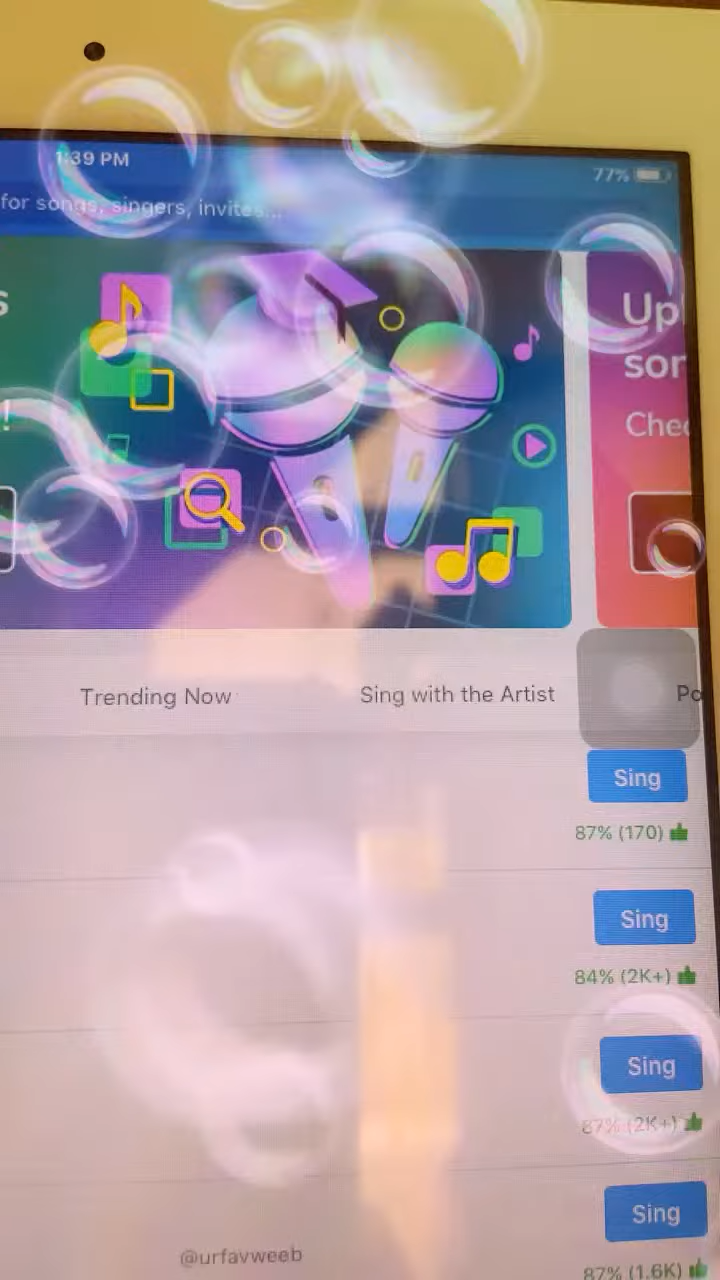 1:39 PM
77%
for songs, singers, invites...
s
!
Up
sor
Chec
Trending Now
Sing with the Artist
Po
Sing
87% (170)
Sing
84% (2K+)
Sing
87% (2K+)
Sing
@urfavweeb
87% (1.6K)